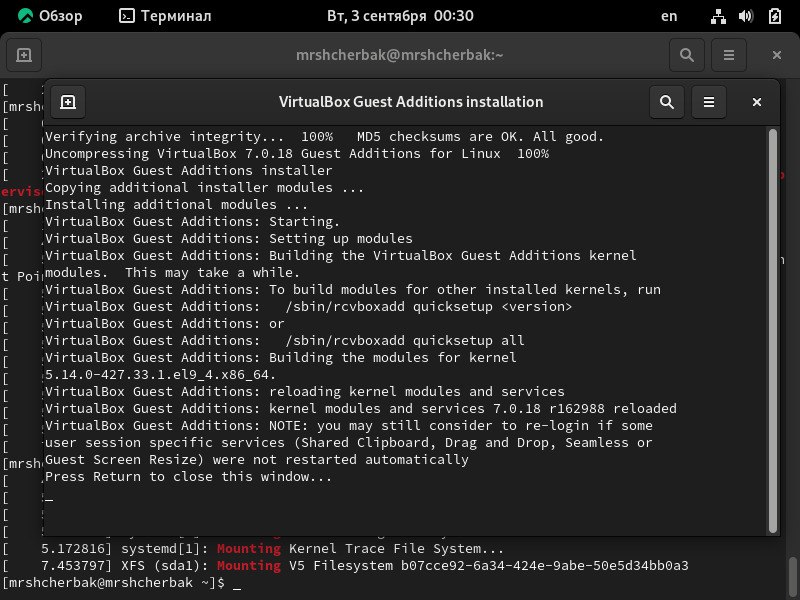 Обзор
Терминал
Вт, 3 сентября 00:30
en
mrshcherbak@mrshcherbak:~
VirtualBox Guest Additions installation
Verifying archive integrity... 100% MD5 checksums are OK. All good.
Uncompressing VirtualBox 7.0.18 Guest Additions for Linux 100%
VirtualBox Guest Additions installer
Copying additional installer modules ...
Installing additional modules ...
VirtualBox Guest Additions: Starting.
VirtualBox Guest Additions: Setting up modules
VirtualBox Guest Additions: Building the VirtualBox Guest Additions kernel
modules. This may take a while.
VirtualBox Guest Additions: To build modules for other installed kernels, run
VirtualBox Guest Additions: /sbin/rcvboxadd quicksetup <version>
VirtualBox Guest Additions: or
VirtualBox Guest Additions: /sbin/rcvboxadd quicksetup all
VirtualBox Guest Additions: Building the modules for kernel
5.14.0-427.33.1.el9_4.x86_64.
VirtualBox Guest Additions: reloading kernel modules and services
VirtualBox Guest Additions: kernel modules and services 7.0.18 r162988 reloaded
VirtualBox Guest Additions: NOTE: you may still consider to re-login if some
user session specific services (Shared Clipboard, Drag and Drop, Seamless or
Guest Screen Resize) were not restarted automatically
Press Return to close this window...
[ 5.172816] systemd[1]: Mounting Kernel Trace File System...
[ 7.453797] XFS (sda1): Mounting V5 Filesystem b07cce92-6a34-424e-9abe-50e5d34bb0a3
[mrshcherbak@mrshcherbak ~]$ _